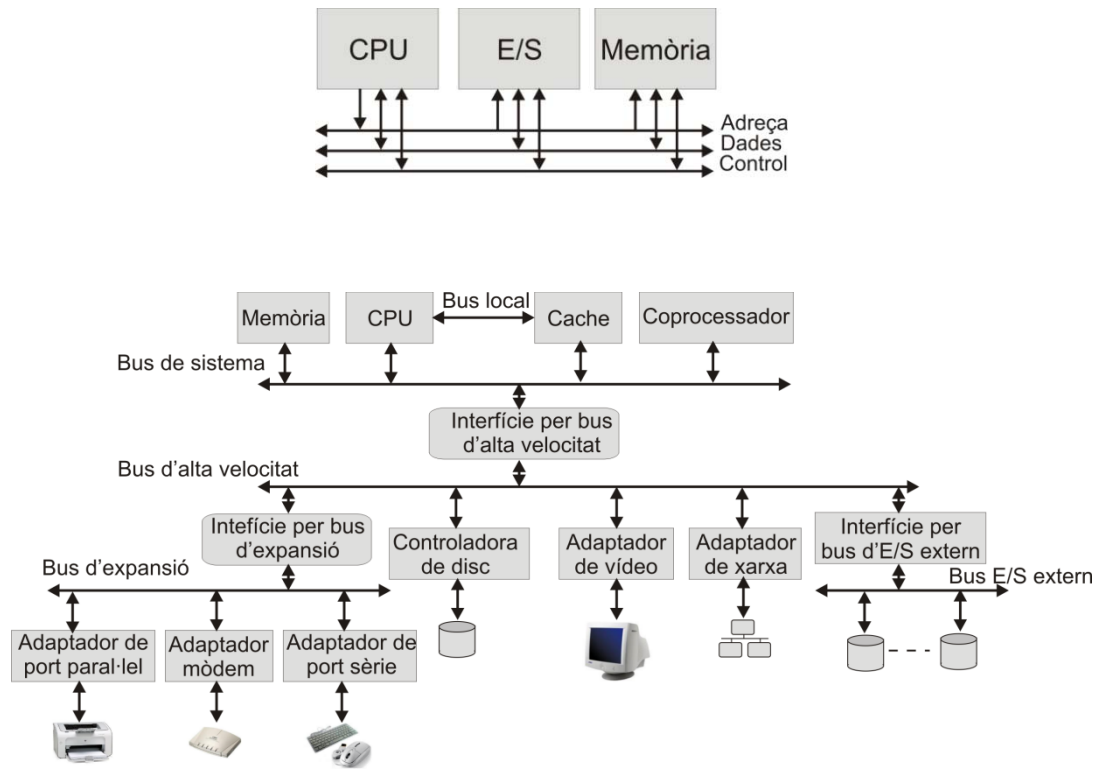 CPU
E/S
Memòria
Adreça
Dades
Control
Memòria
CPU
Bus local
Cache
Coprocessador
Bus de sistema
Interfície per bus
d'alta velocitat
Bus d'alta velocitat
Intefície per bus
d'expansió
Controladora
de disc
Adaptador
de vídeo
Adaptador
de xarxa
Interfície per
bus d'E/S extern
Bus d'expansió
Bus E/S extern
Adaptador de
port paral·lel
Adaptador
mòdem
Adaptador de
port sèrie